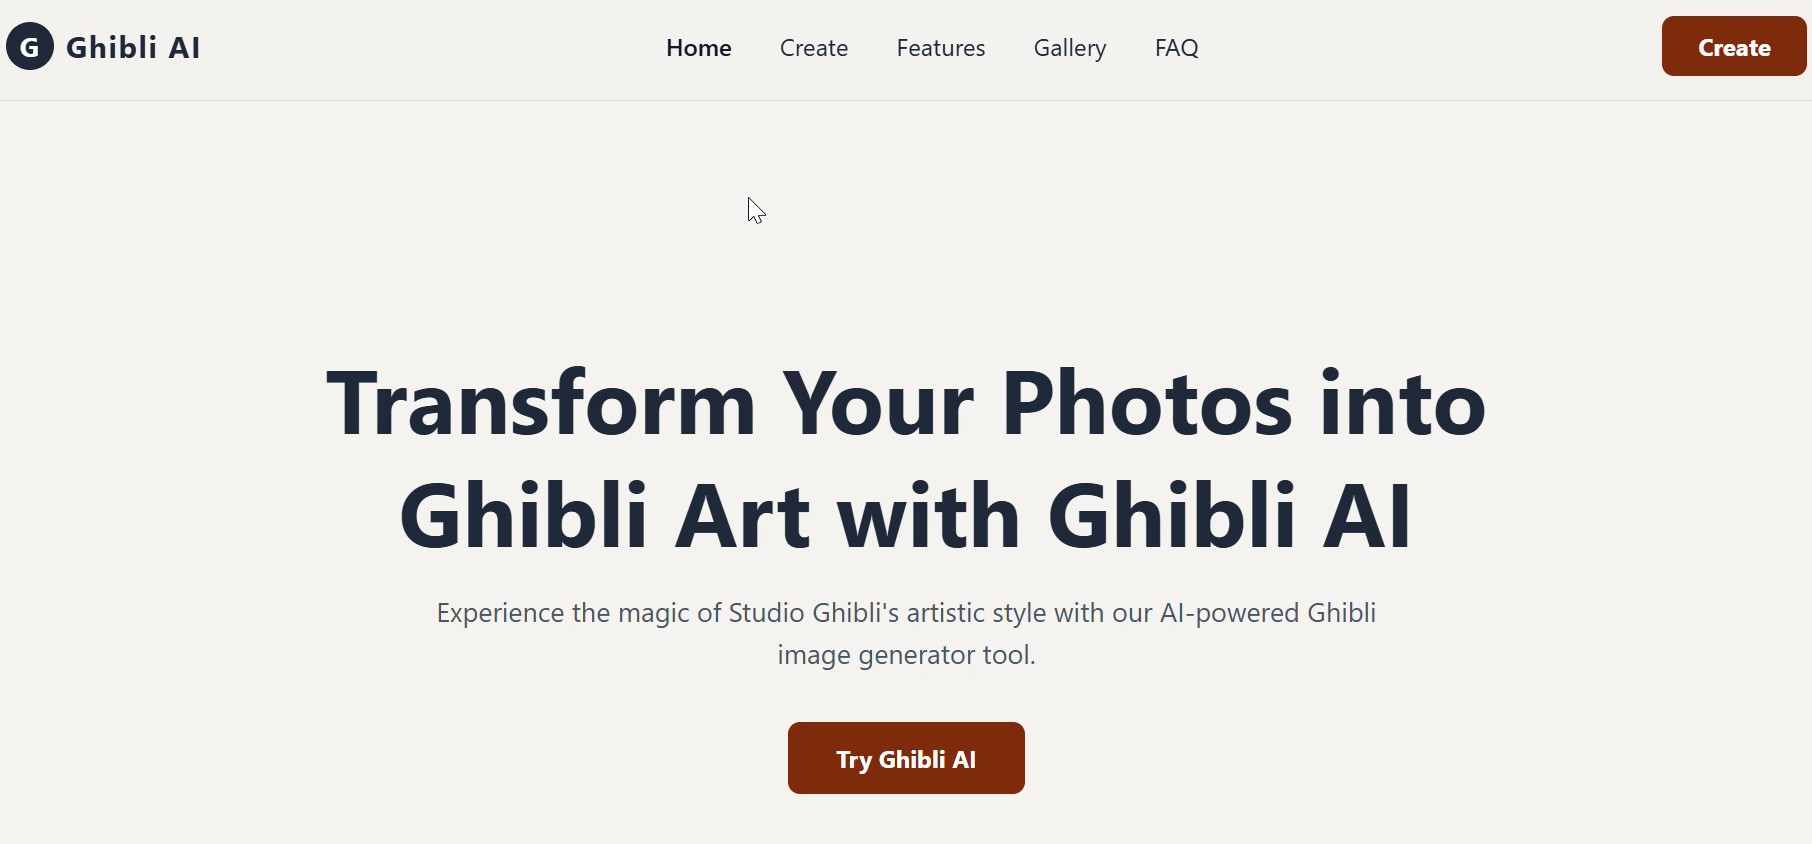 G Ghibli AI
Home Create Features Gallery FAQ
Create
Transform Your Photos into
Ghibli Art with Ghibli AI
Experience the magic of Studio Ghibli's artistic style with our AI-powered Ghibli
image generator tool.
Try Ghibli AI